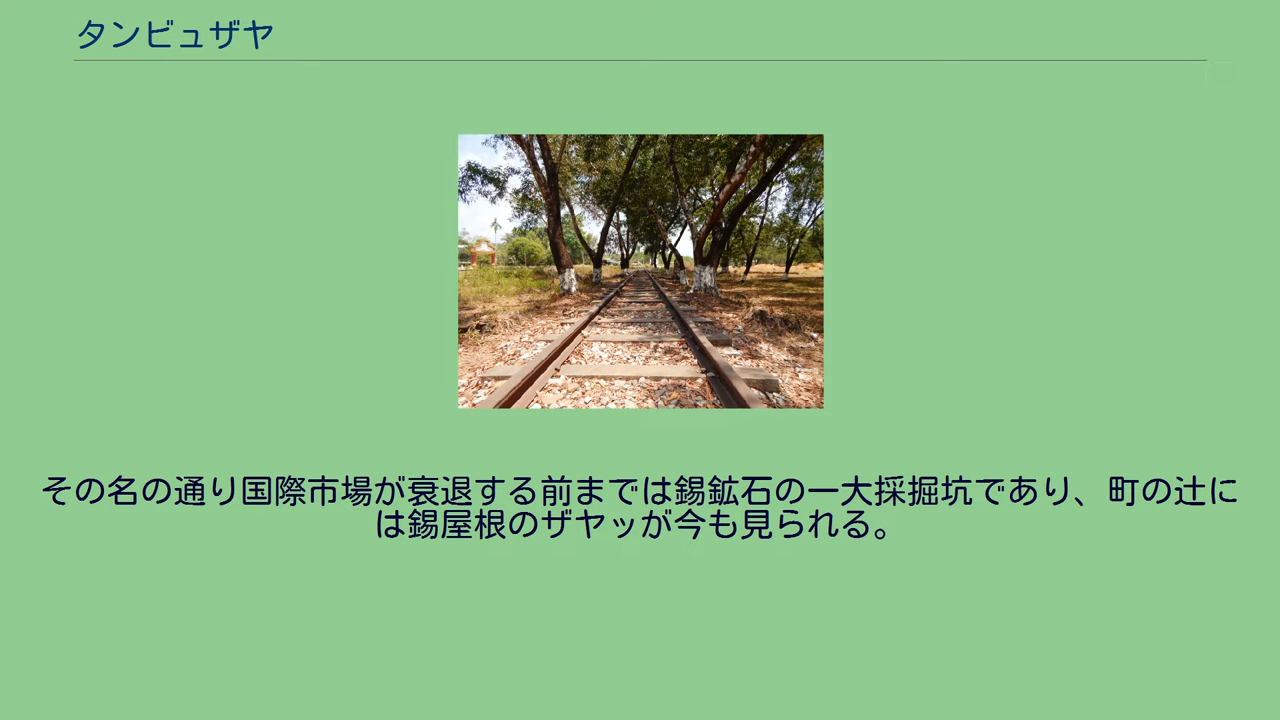 タンビュザヤ
その名の通り国際市場が衰退する前までは錫鉱石の一大採掘坑であり、町の辻に
は錫屋根のザヤッが今も見られる。